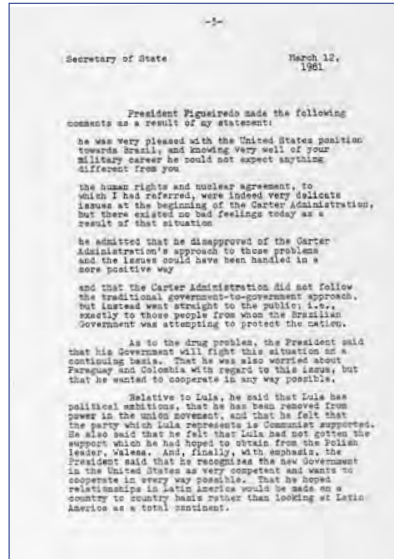 -3-
Secretary of State March 12,
1981
President Figueiredo made the following
comments as a result of my statement:
he was very pleased with the United States position
towards Brazil; and knowing very well of your
military career he could not expect anything
different from you
the human rights and nuclear agreement, to
which I had referred, were indeed very delicate
issues at the beginning of the Carter Administration,
but there existed no bad feelings today as a
result of that situation
he admitted that he disapproved of the Carter
Administration's approach to those problems
and the issues could have been handled in a
more positive way
and that the Carter Administration did not follow
the traditional government-to-government approach,
but instead went straight to the public; i.e.,
exactly to those people from whom the Brazilian
Government was attempting to protect the nation.
As to the drug problem, the President said
that his Government will fight this situation on a
continuing basis. That he was also worried about
Paraguay and Colombia with regard to this issue, but
that he wanted to cooperate in any way possible.
Relative to Lula, he said that Lula has
political ambitions, that he has been removed from
power in the union movement, and that he felt that
the party which Lula represents is Communist supported.
He also said that he felt that Lula had not gotten the
support which he had hoped to obtain from the Polish
leader, Walesa. And, finally, with emphasis, the
President said that he recognizes the new Government
in the United States as very competent and wants to
cooperate in every way possible. That he hoped
relationships in Latin America would be made on a
country to country basis rather than looking at Latin
America as a total continent.